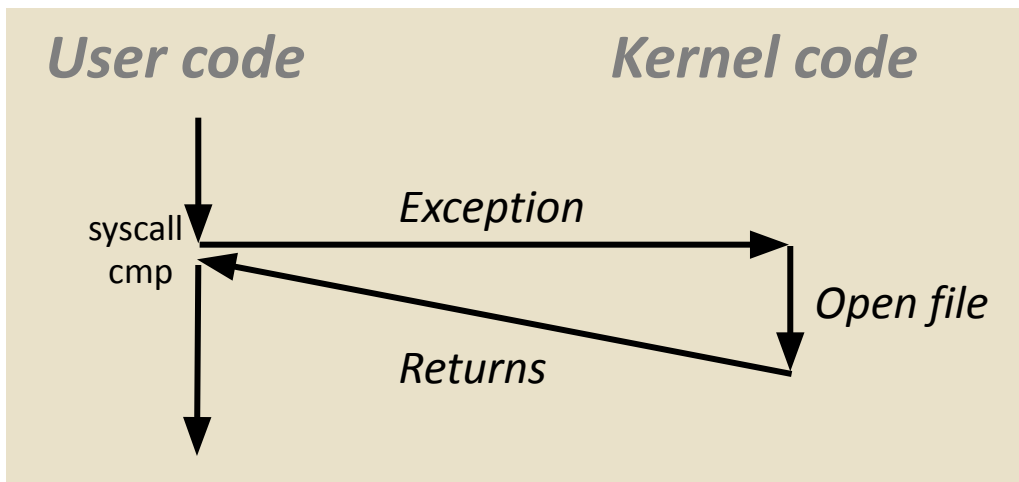 User code
Kernel code
Exception
syscall
cmp
Open file
Returns